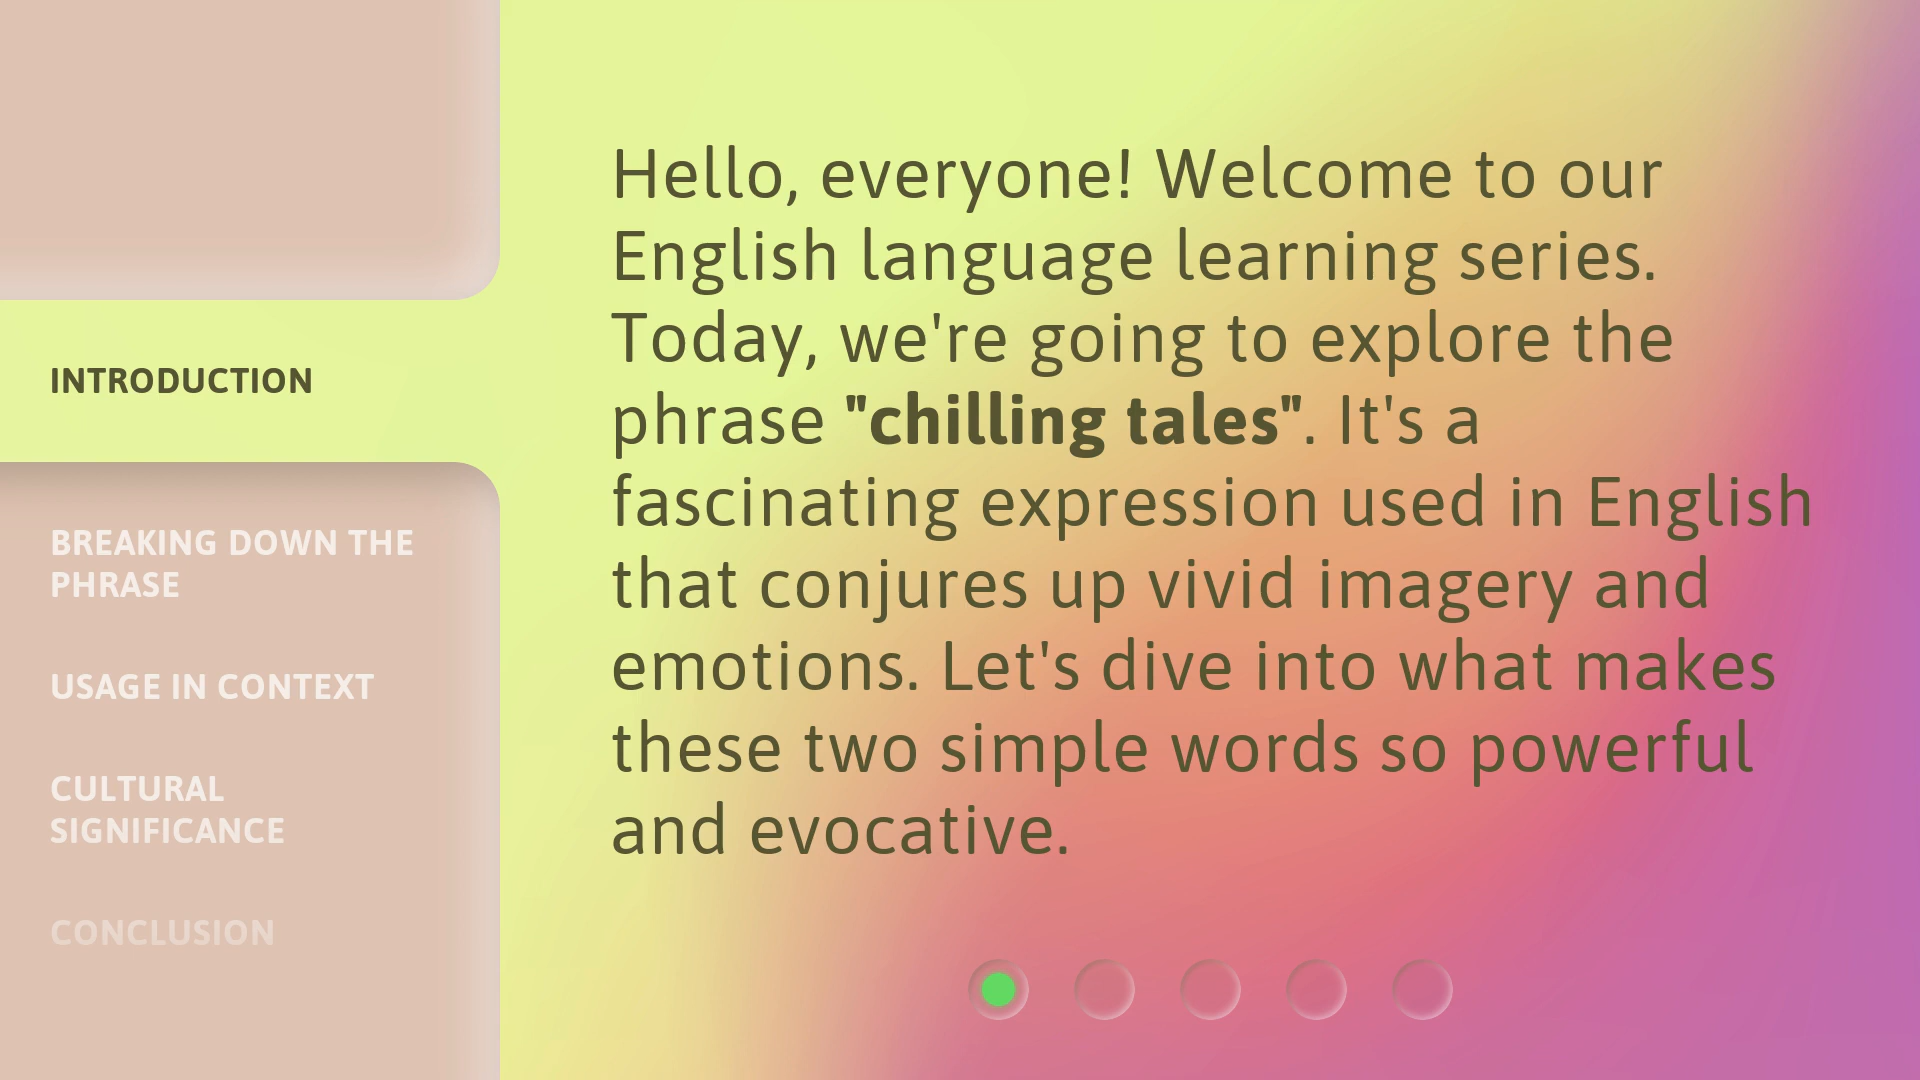 INTRODUCTION
BREAKING DOWN THE
PHRASE
USAGE IN CONTEXT
CULTURAL
SIGNIFICANCE
CONCLUSION
Hello, everyone! Welcome to our
English language learning series.
Today, we're going to explore the
phrase "chilling tales". It's a
fascinating expression used in English
that conjures up vivid imagery and
emotions. Let's dive into what makes
these two simple words so powerful
and evocative.